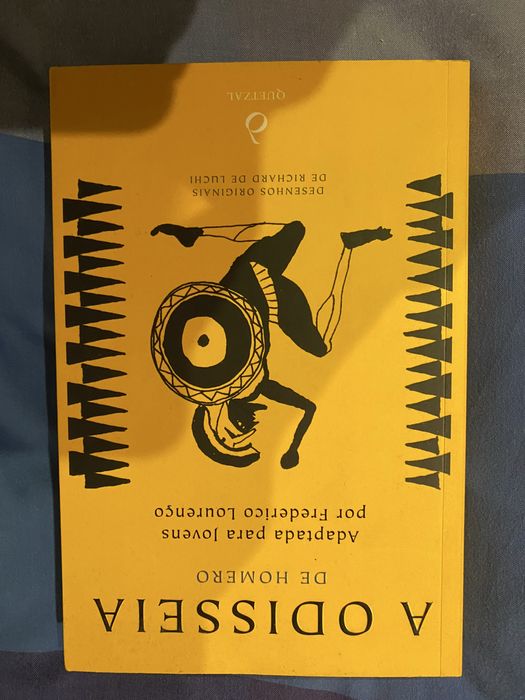 A ODISSEIA
DE HOMERO
Adaptada para Jovens
por Frederico Lourenço
DESENHOS ORIGINAIS
DE RICHARD DE LUCHI
QUETZAL